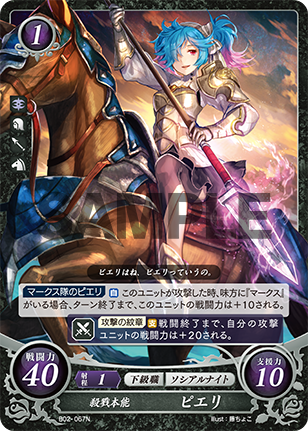 1
SAMPLE
ピエリはね、ピエリっていうの。
マークス隊のピエリ 自 このユニットが攻撃した時、味方に『マークス』
がいる場合、ターン終了まで、このユニットの戦闘力は+10される。
攻撃の紋章 支 戦闘終了まで、自分の攻撃
ユニットの戦闘力は+20される。
戦闘力
40
射程 1
下級職
ソシアルナイト
支援力
10
殺戮本能
ピエリ
B02-067N
Illust:藤ちょこ